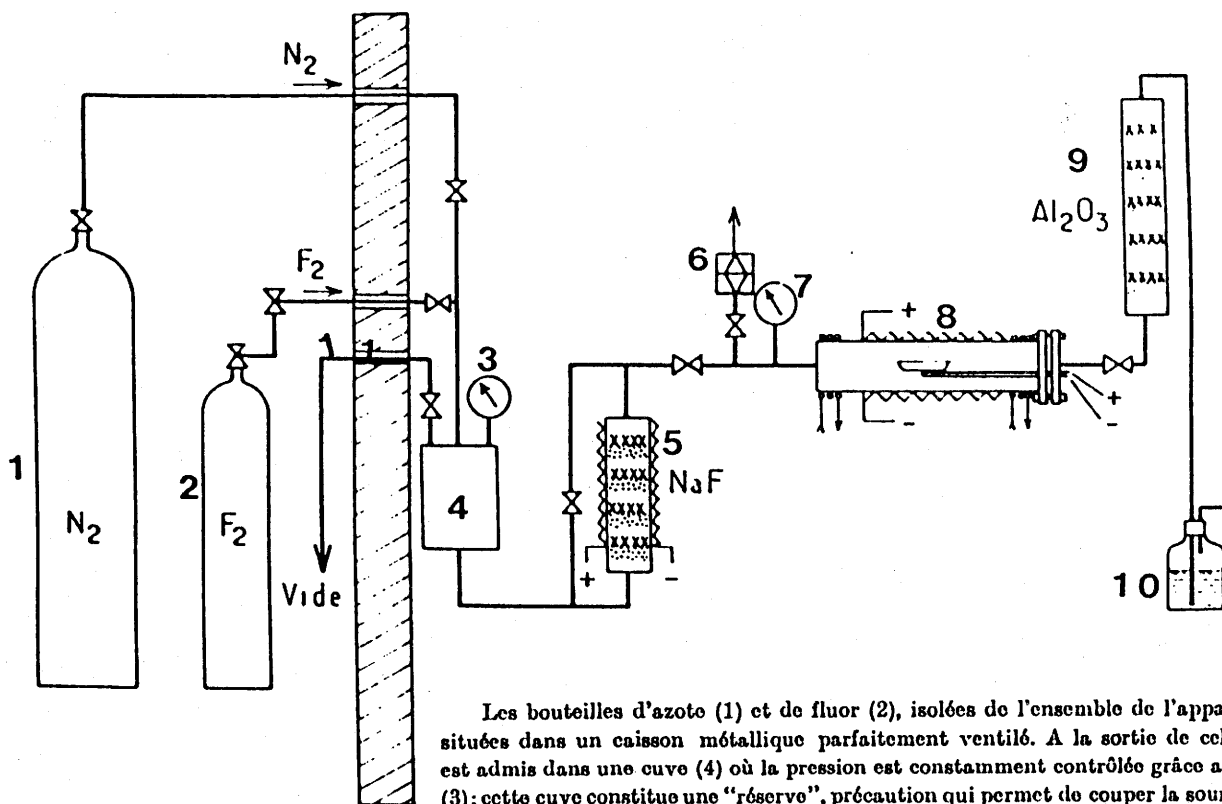 N2
F2
1
N2
2
F2
Vide
3
4
5
NaF
+ -
6
7
8
+
-
+
-
9
Al2O3
10
Les bouteilles d'azote (1) et de fluor (2), isolées de l'ensemble de l'appa
situées dans un caisson métallique parfaitement ventilé. A la sortie de cel
est admis dans une cuve (4) où la pression est constamment contrôlée grâce a
(3); cette cuve constitue une "réserve", précaution qui permet de couper la sour